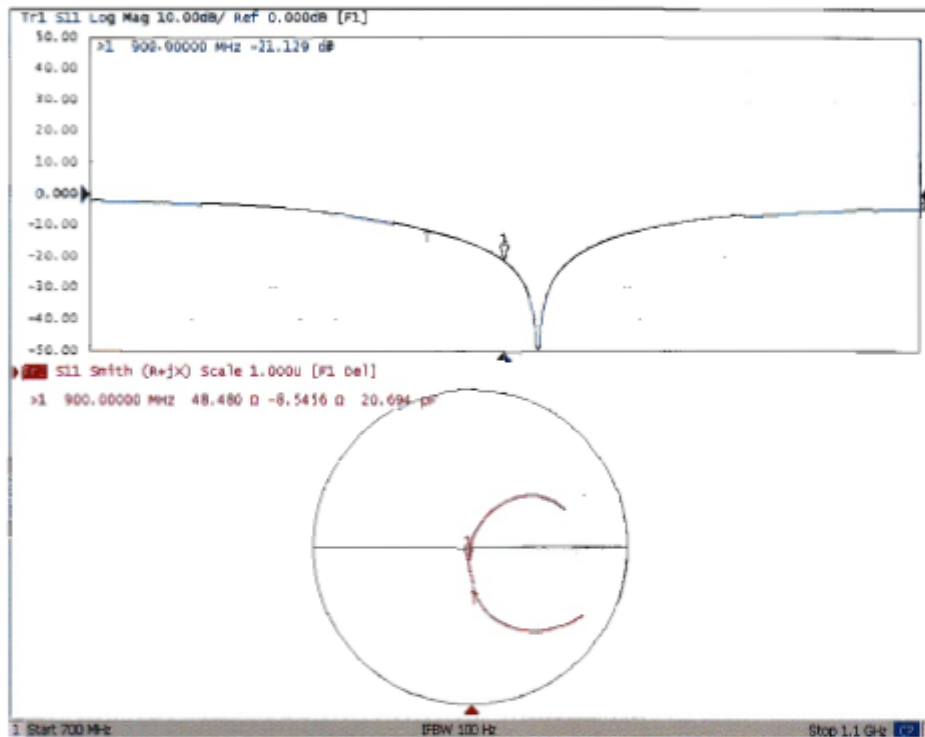 Tr1 S11 Log Mag 10.00dB/ Ref 0.000dB [F1]
50.00
>1 900.00000 MHz -21.129 dB
40.00
30.00
20.00
10.00
0.000
-10.00
1
-20.00
-30.00
-40.00
-50.00
S11 Smith (R+jX) Scale 1.000U [F1 Del]
>1 900.00000 MHz 48.480 Ω -8.5456 Ω 20.694 pF
1 Start 700 MHz IFBW 100 Hz Stop 1.1 GHz